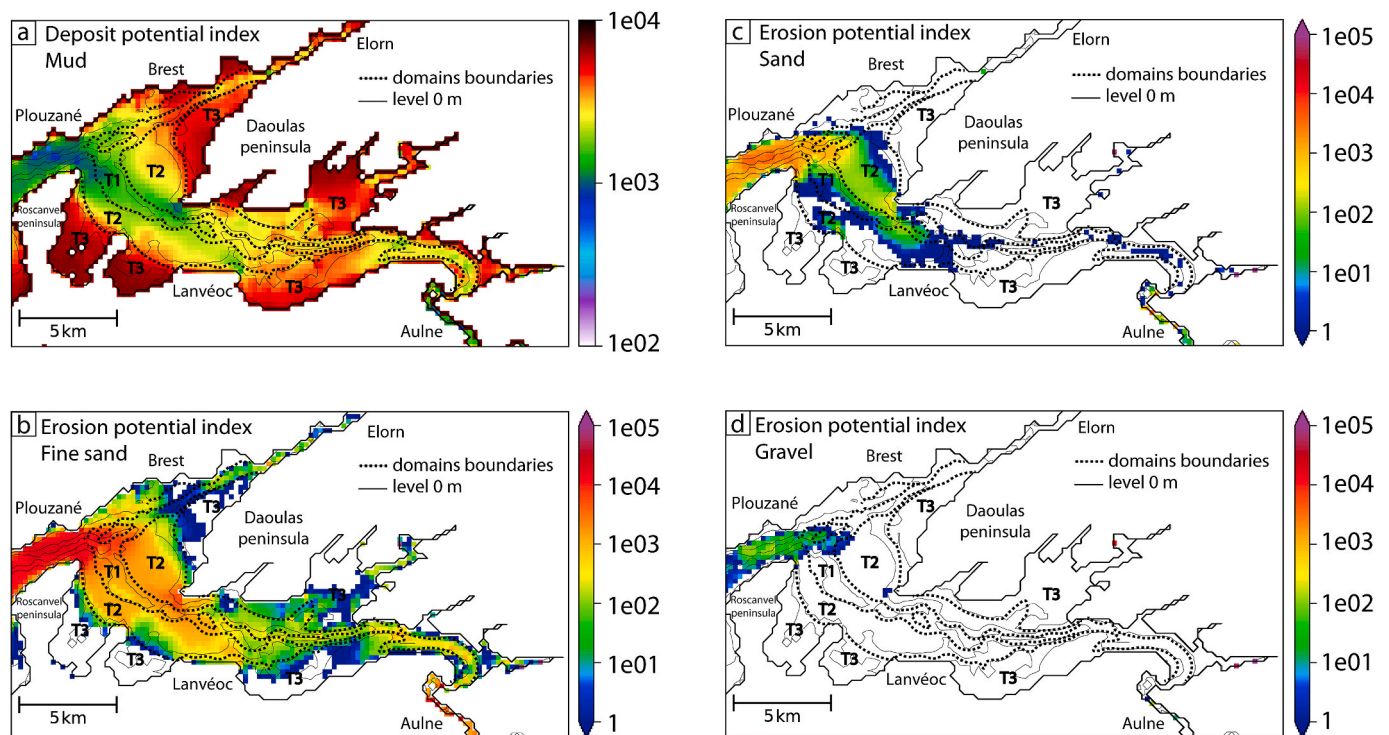 a Deposit potential index
Mud
Elorn
Brest
domains boundaries
level 0 m
Plouzané
T3
Daoulas
peninsula
T1
T2
T2
T3
Roscanvel
peninsula
T3
T3
T3
Lanvéoc
5 km
Aulne
1e04
1e03
1e02
c Erosion potential index
Sand
Elorn
Brest
domains boundaries
level 0 m
Plouzané
T3
Daoulas
peninsula
T1
T2
T2
T3
Roscanvel
peninsula
T3
T3
T3
Lanvéoc
5 km
Aulne
1e05
1e04
1e03
1e02
1e01
1
b Erosion potential index
Fine sand
Elorn
Brest
domains boundaries
level 0 m
Plouzané
T3
Daoulas
peninsula
T1
T2
T2
T3
Roscanvel
peninsula
T3
T3
T3
Lanvéoc
5 km
Aulne
1e05
1e04
1e03
1e02
1e01
1
d Erosion potential index
Gravel
Elorn
Brest
domains boundaries
level 0 m
Plouzané
T3
Daoulas
peninsula
T1
T2
T2
T3
Roscanvel
peninsula
T3
T3
T3
Lanvéoc
5 km
Aulne
1e05
1e04
1e03
1e02
1e01
1